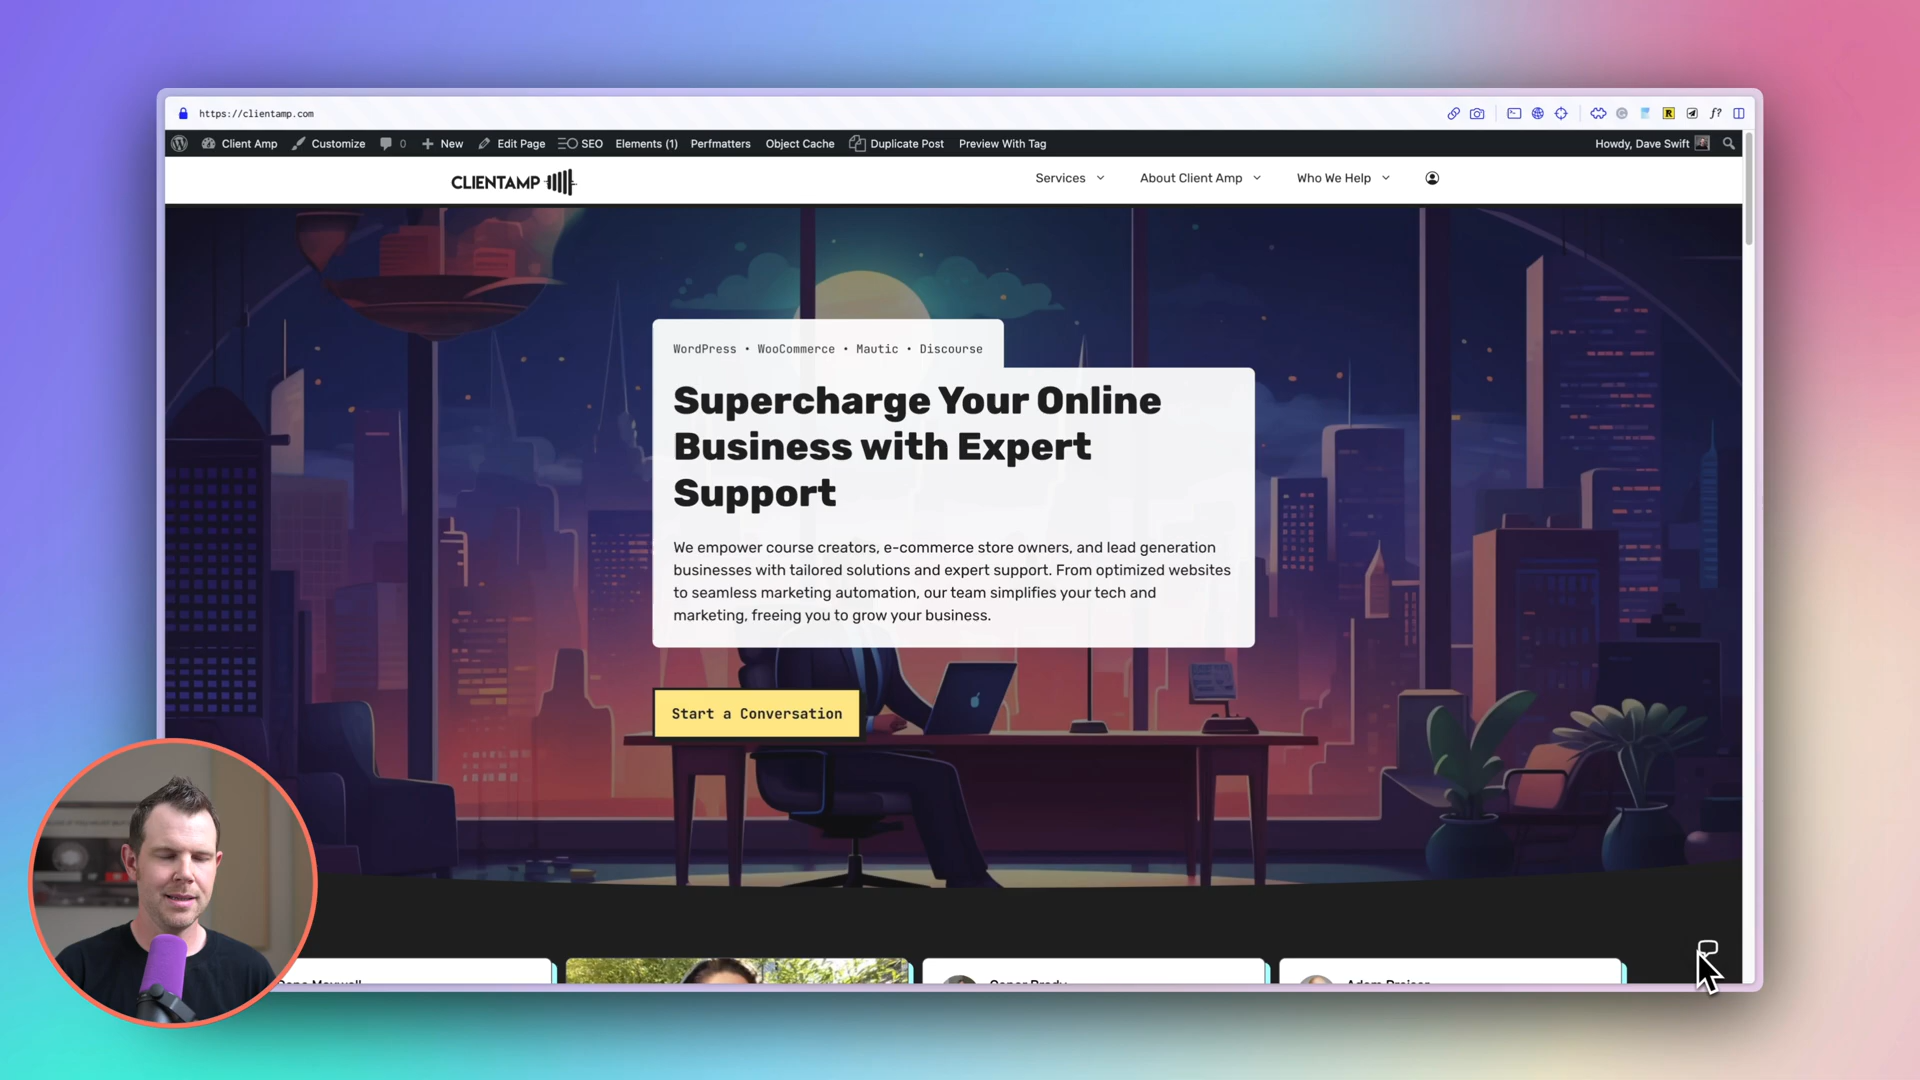 https://clientamp.com
Client Amp Customize 0 New Edit Page SEO Elements (1) Perfmatters Object Cache Duplicate Post Preview With Tag Howdy, Dave Swift
CLIENTAMP Services About Client Amp Who We Help
WordPress • WooCommerce • Mautic • Discourse
Supercharge Your Online
Business with Expert
Support
We empower course creators, e-commerce store owners, and lead generation
businesses with tailored solutions and expert support. From optimized websites
to seamless marketing automation, our team simplifies your tech and
marketing, freeing you to grow your business.
Start a Conversation